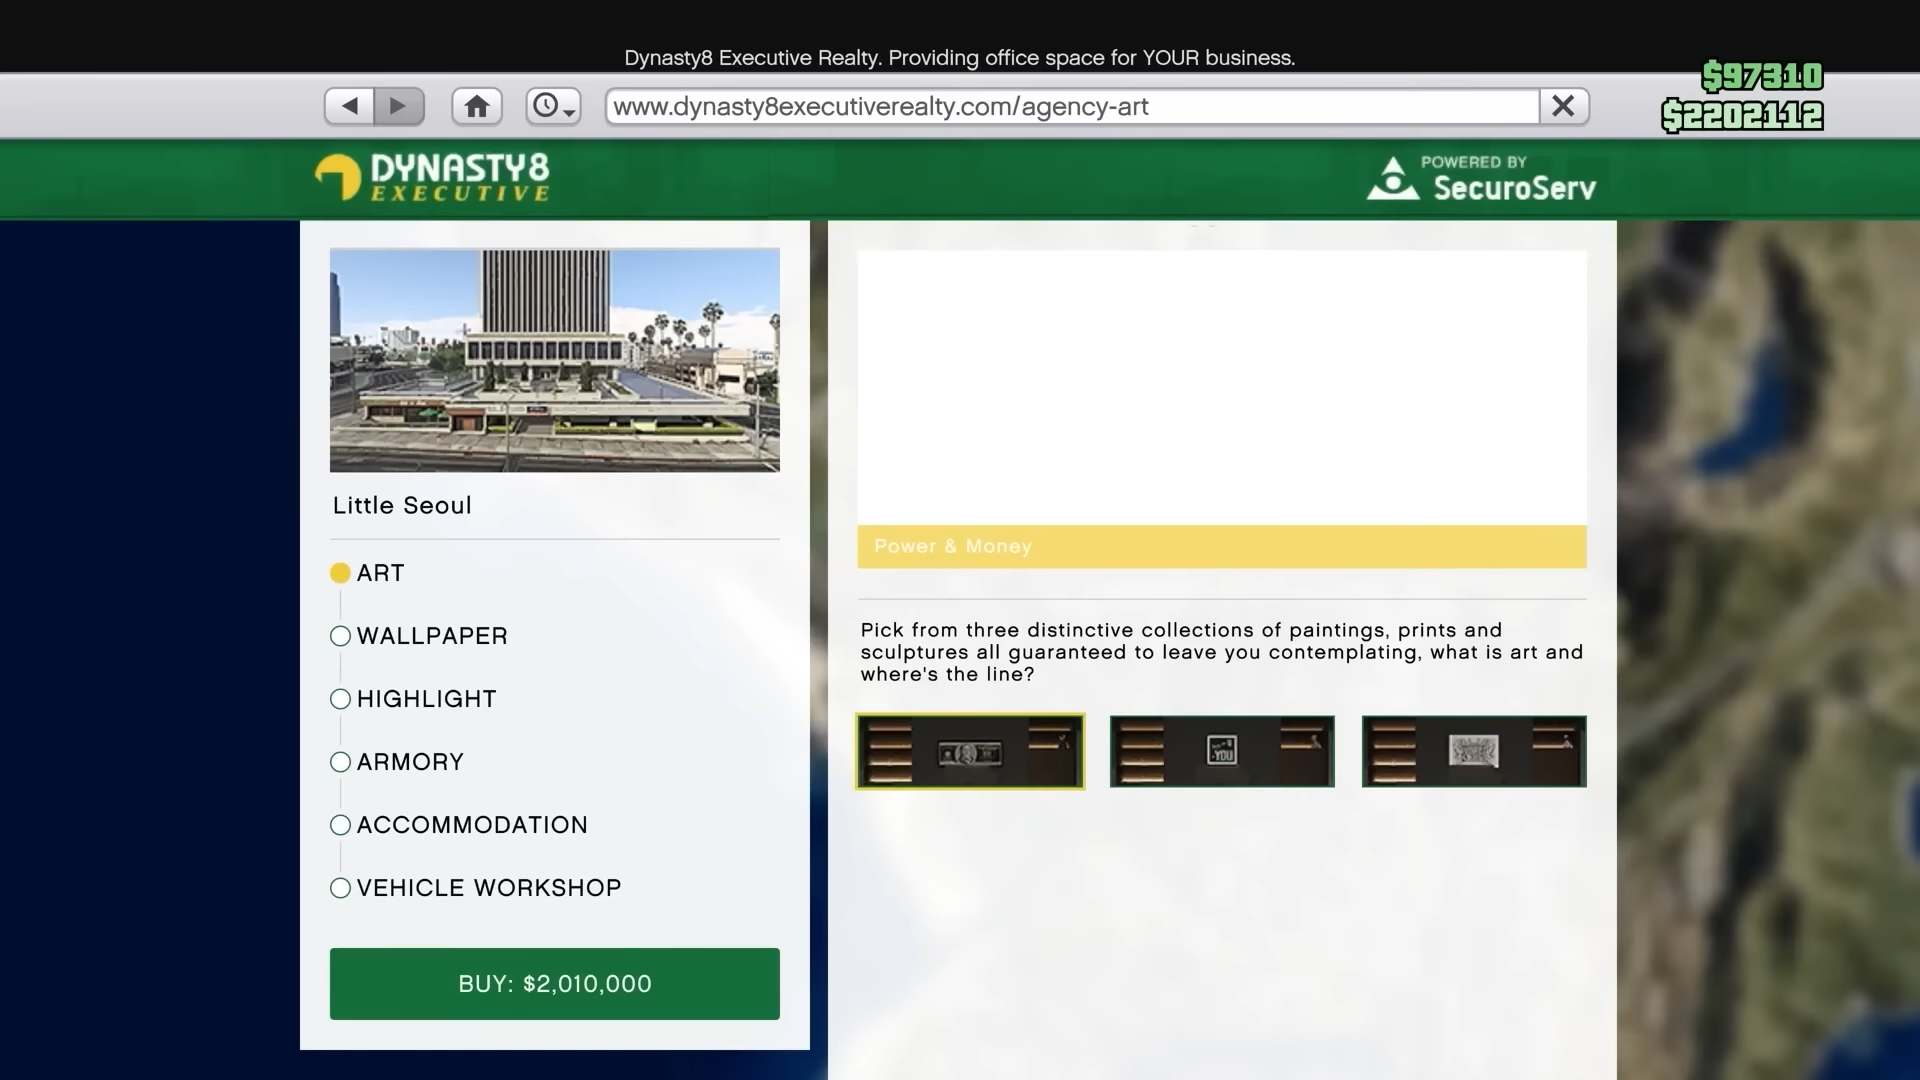 Dynasty8 Executive Realty. Providing office space for YOUR business.
$97310
www.dynasty8executiverealty.com/agency-art
$2202112
DYNASTY8
EXECUTIVE
POWERED BY
SecuroServ
Little Seoul
ART
WALLPAPER
HIGHLIGHT
ARMORY
ACCOMMODATION
VEHICLE WORKSHOP
BUY: $2,010,000
Power & Money
Pick from three distinctive collections of paintings, prints and
sculptures all guaranteed to leave you contemplating, what is art and
where's the line?
YOU